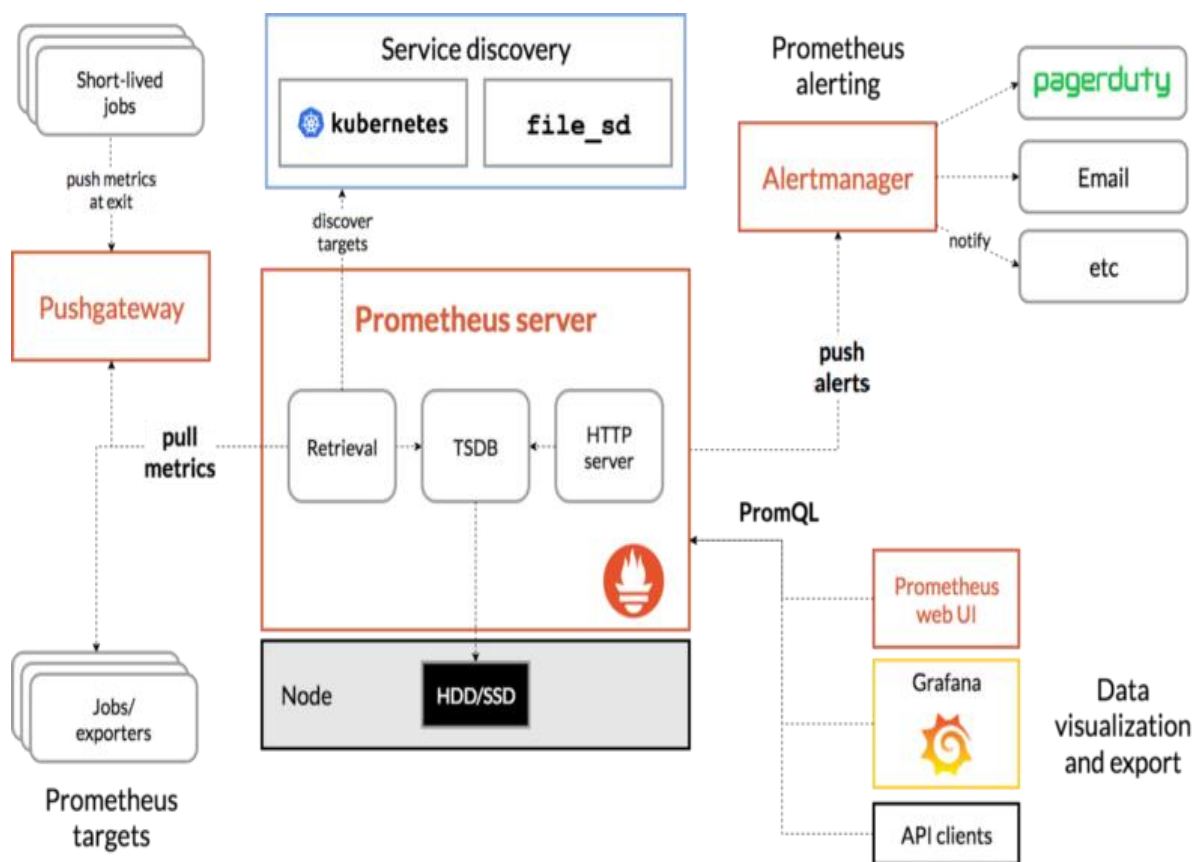 Short-lived
jobs
push metrics
at exit
Pushgateway
pull
metrics
Jobs/
exporters
Prometheus
targets
Service discovery
kubernetes
file_sd
discover
targets
Prometheus server
Retrieval
TSDB
HTTP
server
Node
HDD/SSD
Prometheus
alerting
Alertmanager
pagerduty
Email
notify
etc
push
alerts
PromQL
Prometheus
web UI
Grafana
API clients
Data
visualization
and export